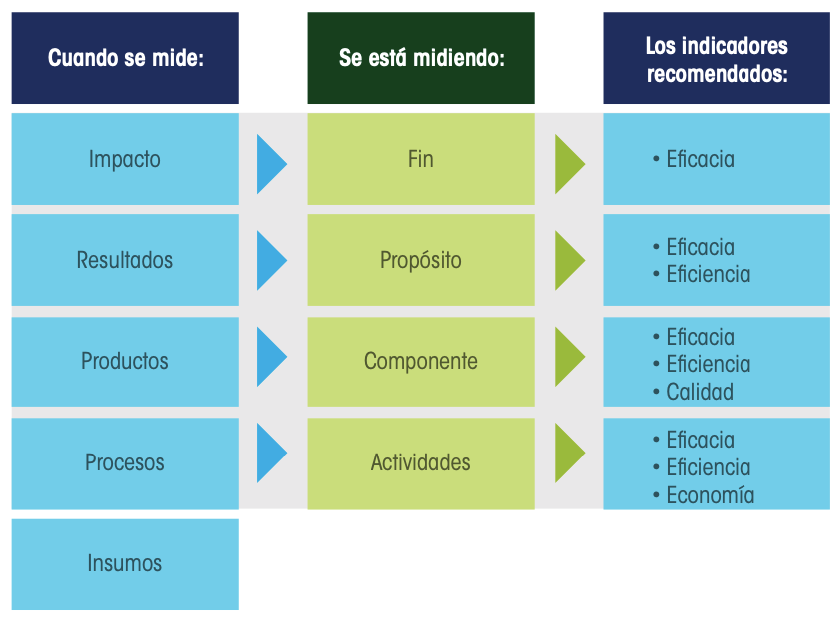 Cuando se mide:
Se está midiendo:
Los indicadores
recomendados:
Impacto
Fin
• Eficacia
Resultados
Propósito
• Eficacia
• Eficiencia
Productos
Componente
• Eficacia
• Eficiencia
• Calidad
Procesos
Actividades
• Eficacia
• Eficiencia
• Economía
Insumos